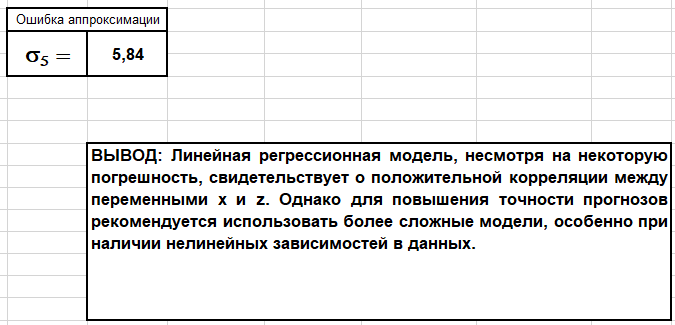 Ошибка аппроксимации
σ₅ =
5,84
ВЫВОД: Линейная регрессионная модель, несмотря на некоторую
погрешность, свидетельствует о положительной корреляции между
переменными x и z. Однако для повышения точности прогнозов
рекомендуется использовать более сложные модели, особенно при
наличии нелинейных зависимостей в данных.